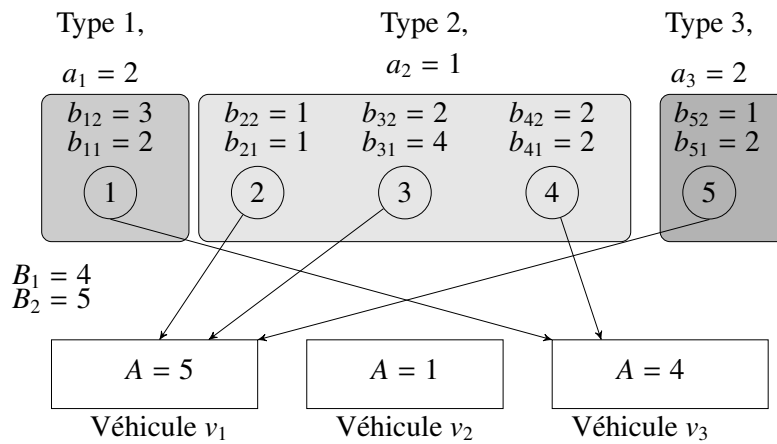 Type 1, Type 2, Type 3,
a₁ = 2 a₂ = 1 a₃ = 2
b₁₂ = 3 b₂₂ = 1 b₃₂ = 2 b₄₂ = 2 b₅₂ = 1
b₁₁ = 2 b₂₁ = 1 b₃₁ = 4 b₄₁ = 2 b₅₁ = 2
1 2 3 4 5
B₁ = 4
B₂ = 5
A = 5 A = 1 A = 4
Véhicule v₁ Véhicule v₂ Véhicule v₃